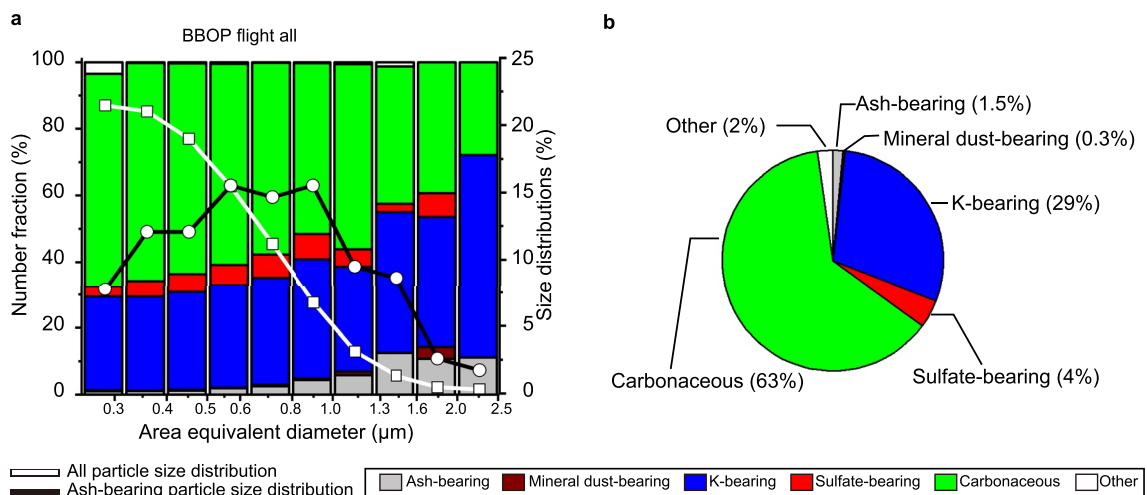 a
BBOP flight all
100
80
60
40
20
0
Number fraction (%)
25
20
15
10
5
0
Size distributions (%)
0.3 0.4 0.5 0.6 0.8 1.0 1.3 1.6 2.0 2.5
Area equivalent diameter (μm)
b
Ash-bearing (1.5%)
Other (2%)
Mineral dust-bearing (0.3%)
K-bearing (29%)
Carbonaceous (63%)
Sulfate-bearing (4%)
All particle size distribution
Ash-bearing particle size distribution
Ash-bearing Mineral dust-bearing K-bearing Sulfate-bearing Carbonaceous Other